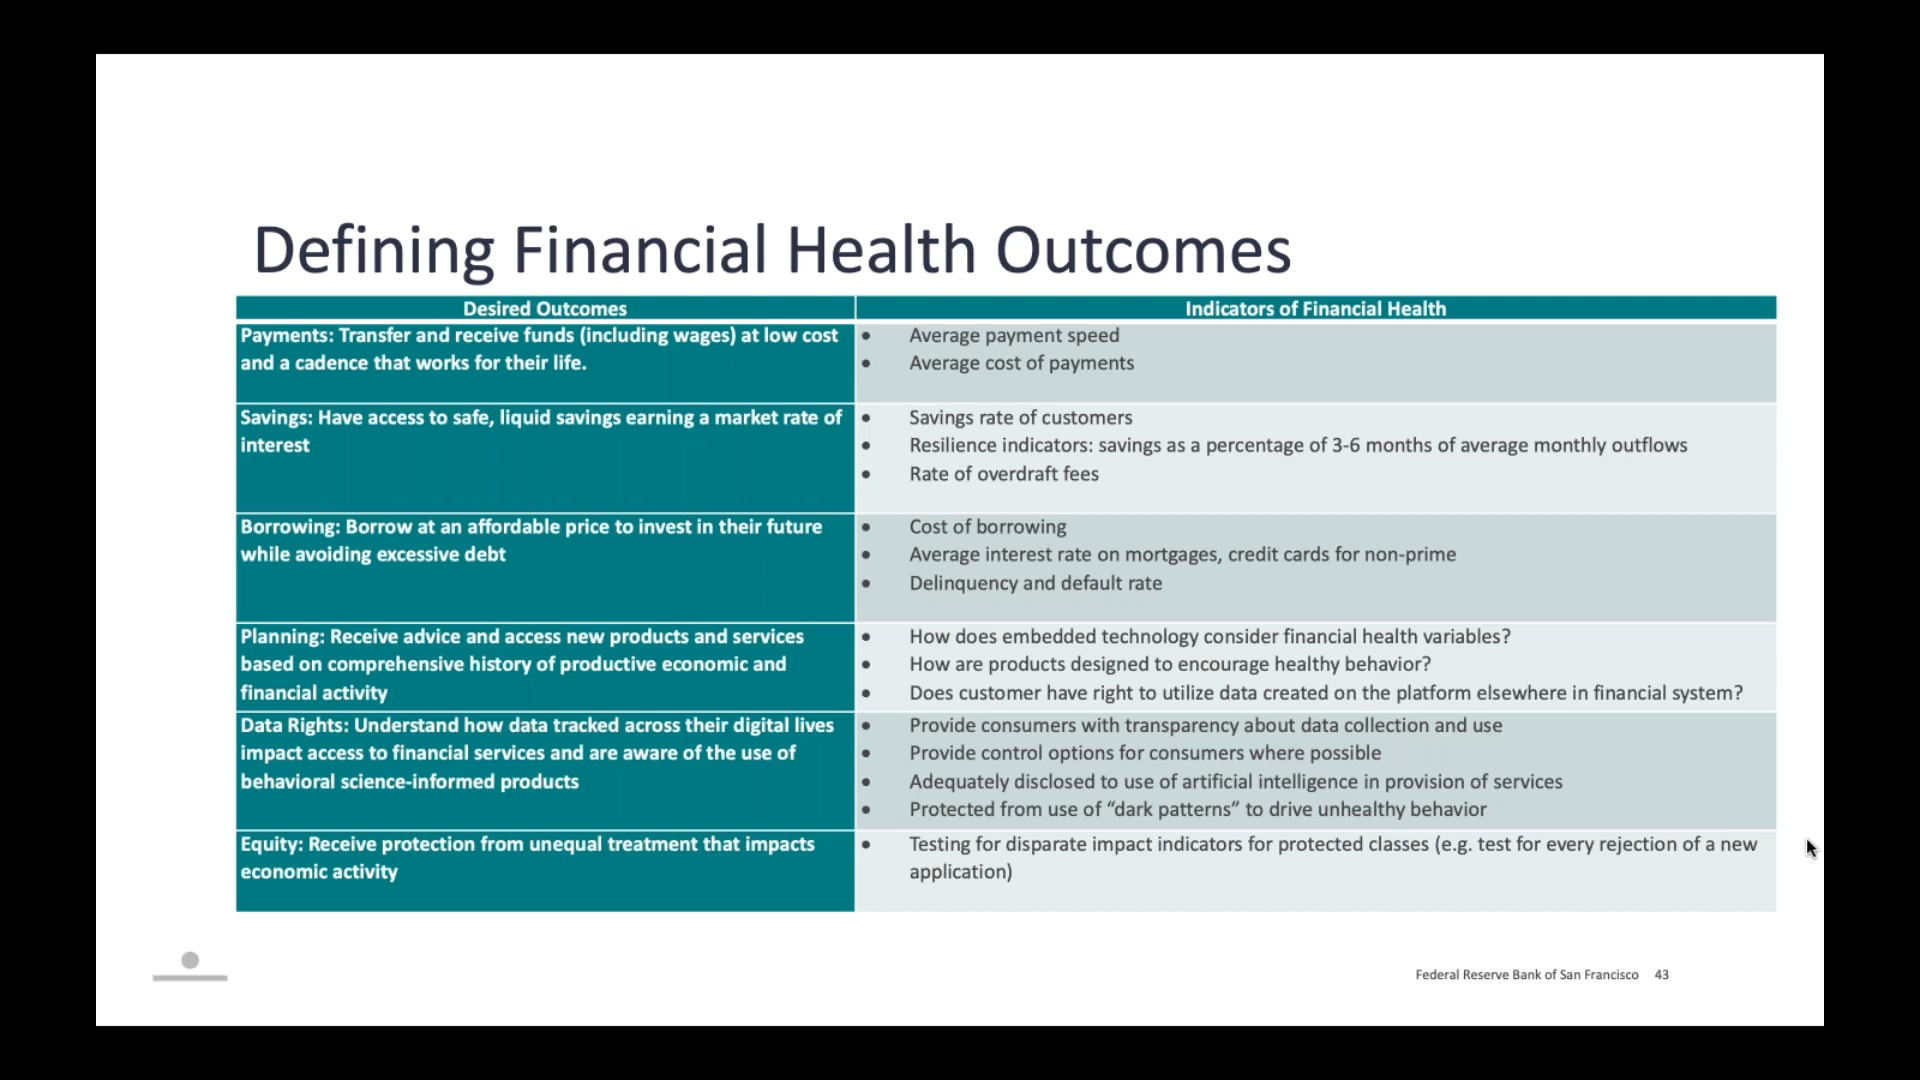 Defining Financial Health Outcomes
Desired Outcomes
Indicators of Financial Health
Payments: Transfer and receive funds (including wages) at low cost
and a cadence that works for their life.
• Average payment speed
• Average cost of payments
Savings: Have access to safe, liquid savings earning a market rate of
interest
• Savings rate of customers
• Resilience indicators: savings as a percentage of 3-6 months of average monthly outflows
• Rate of overdraft fees
Borrowing: Borrow at an affordable price to invest in their future
while avoiding excessive debt
• Cost of borrowing
• Average interest rate on mortgages, credit cards for non-prime
• Delinquency and default rate
Planning: Receive advice and access new products and services
based on comprehensive history of productive economic and
financial activity
• How does embedded technology consider financial health variables?
• How are products designed to encourage healthy behavior?
• Does customer have right to utilize data created on the platform elsewhere in financial system?
Data Rights: Understand how data tracked across their digital lives
impact access to financial services and are aware of the use of
behavioral science-informed products
• Provide consumers with transparency about data collection and use
• Provide control options for consumers where possible
• Adequately disclosed to use of artificial intelligence in provision of services
• Protected from use of “dark patterns” to drive unhealthy behavior
Equity: Receive protection from unequal treatment that impacts
economic activity
• Testing for disparate impact indicators for protected classes (e.g. test for every rejection of a new
application)
Federal Reserve Bank of San Francisco 43